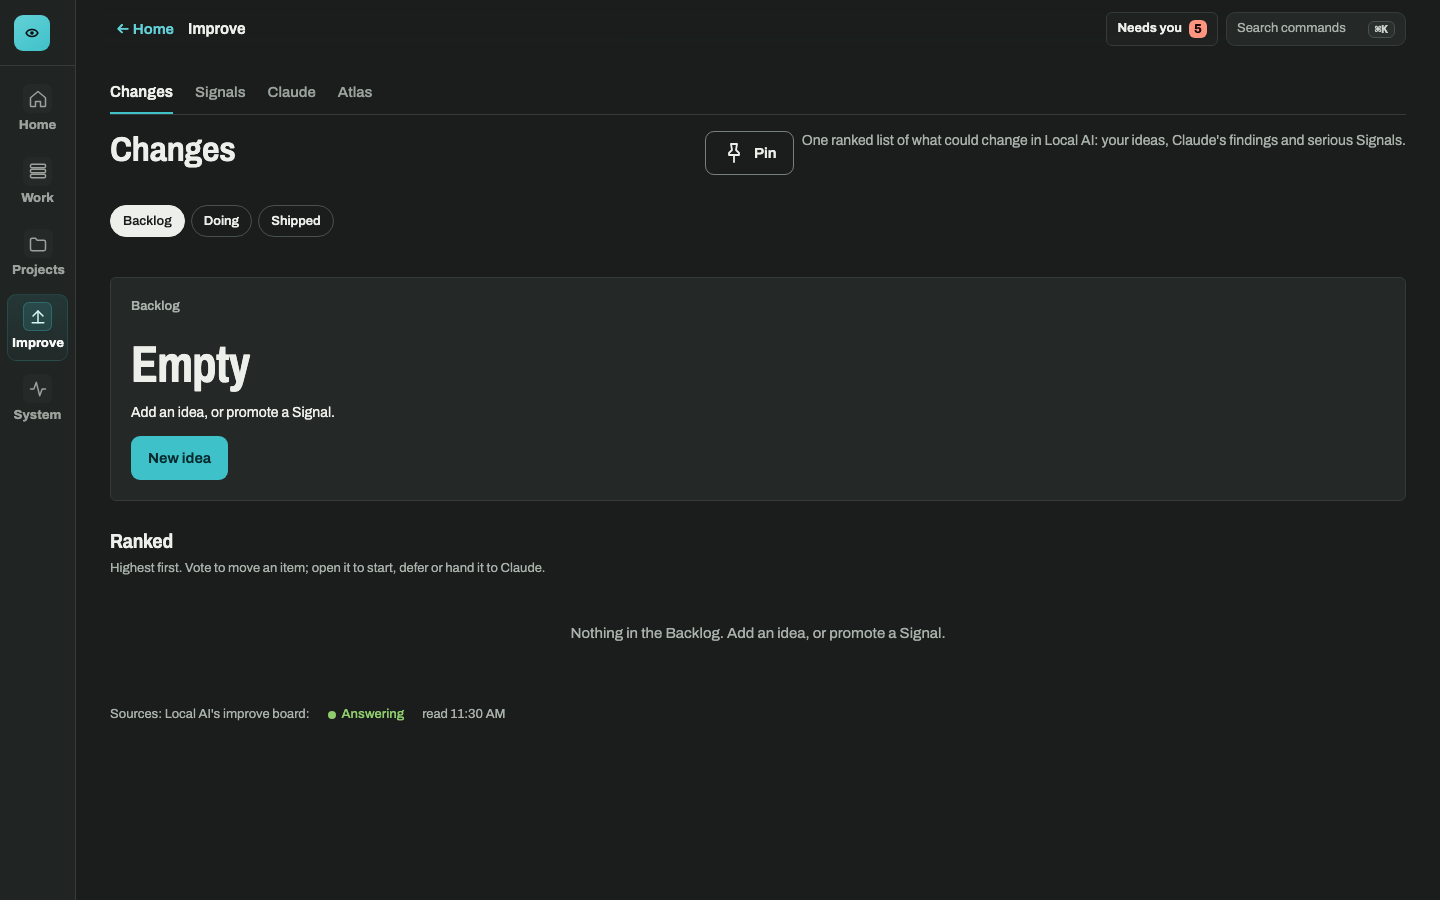 ← Home Improve
Needs you 5
Search commands ⌘K
Home
Work
Projects
Improve
System
Changes Signals Claude Atlas
Changes
Pin
One ranked list of what could change in Local AI: your ideas, Claude's findings and serious Signals.
Backlog Doing Shipped
Backlog
Empty
Add an idea, or promote a Signal.
New idea
Ranked
Highest first. Vote to move an item; open it to start, defer or hand it to Claude.
Nothing in the Backlog. Add an idea, or promote a Signal.
Sources: Local AI's improve board: Answering read 11:30 AM